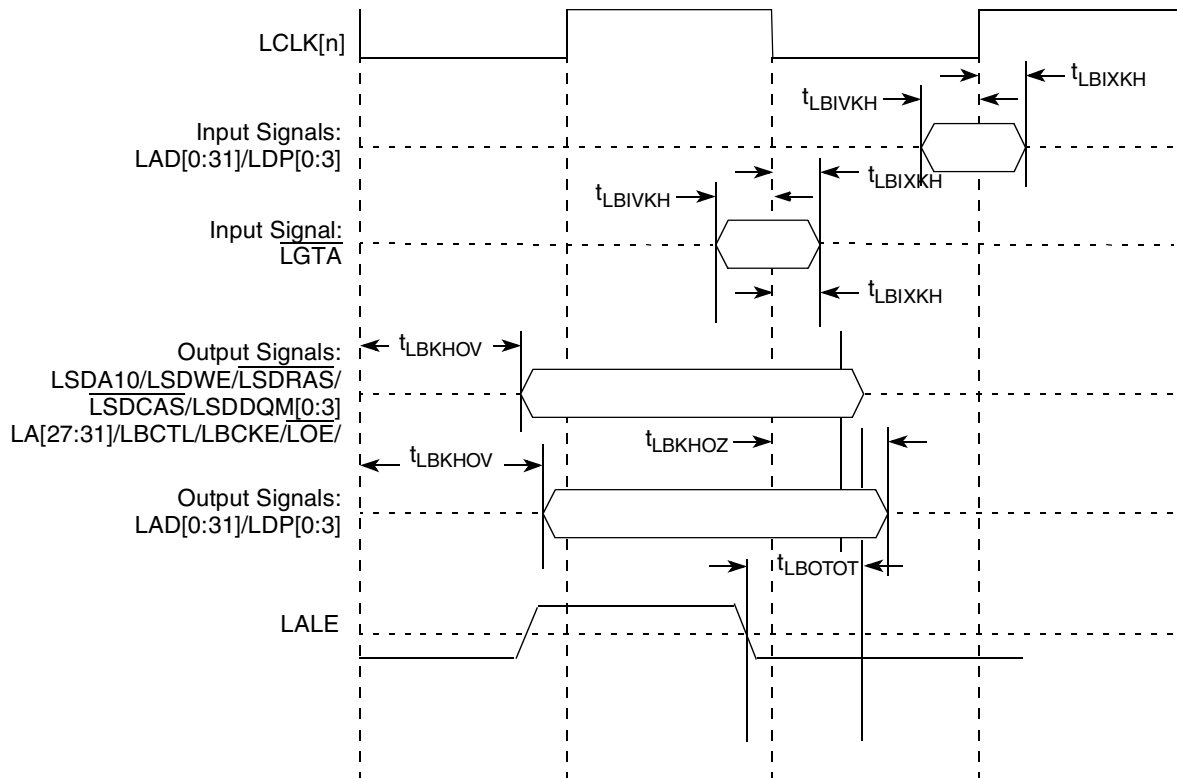 LCLK[n]
tLBIXKH
tLBIVKH
Input Signals:
LAD[0:31]/LDP[0:3]
tLBIXKH
tLBIVKH
Input Signal:
LGTA
tLBIXKH
tLBKHOV
Output Signals:
LSDA10/LSDWE/LSDRAS/
LSDCAS/LSDDQM[0:3]
LA[27:31]/LBCTL/LBCKE/LOE/
tLBKHOZ
tLBKHOV
Output Signals:
LAD[0:31]/LDP[0:3]
tLBOTOT
LALE